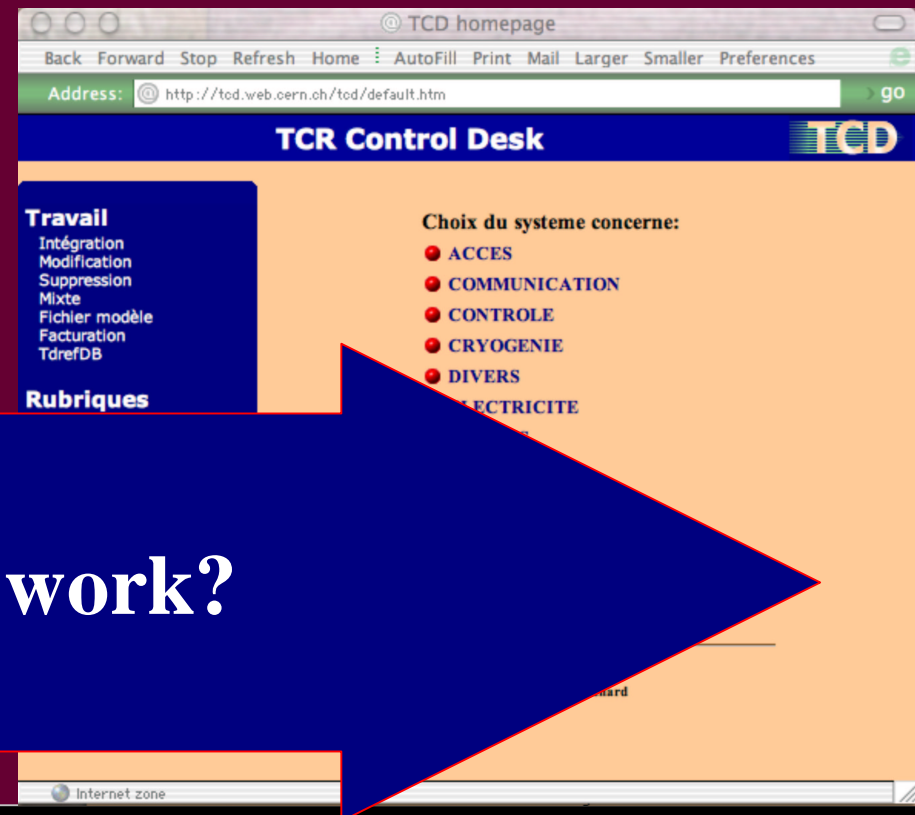 TCD homepage
Back Forward Stop Refresh Home AutoFill Print Mail Larger Smaller Preferences
Address: http://tcd.web.cern.ch/tcd/default.htm go
TCR Control Desk TCD
Travail
Intégration
Modification
Suppression
Mixte
Fichier modèle
Facturation
TdrefDB
Rubriques
Choix du systeme concerne:
ACCES
COMMUNICATION
CONTROLE
CRYOGENIE
DIVERS
LECTRICITE
work?
Internet zone